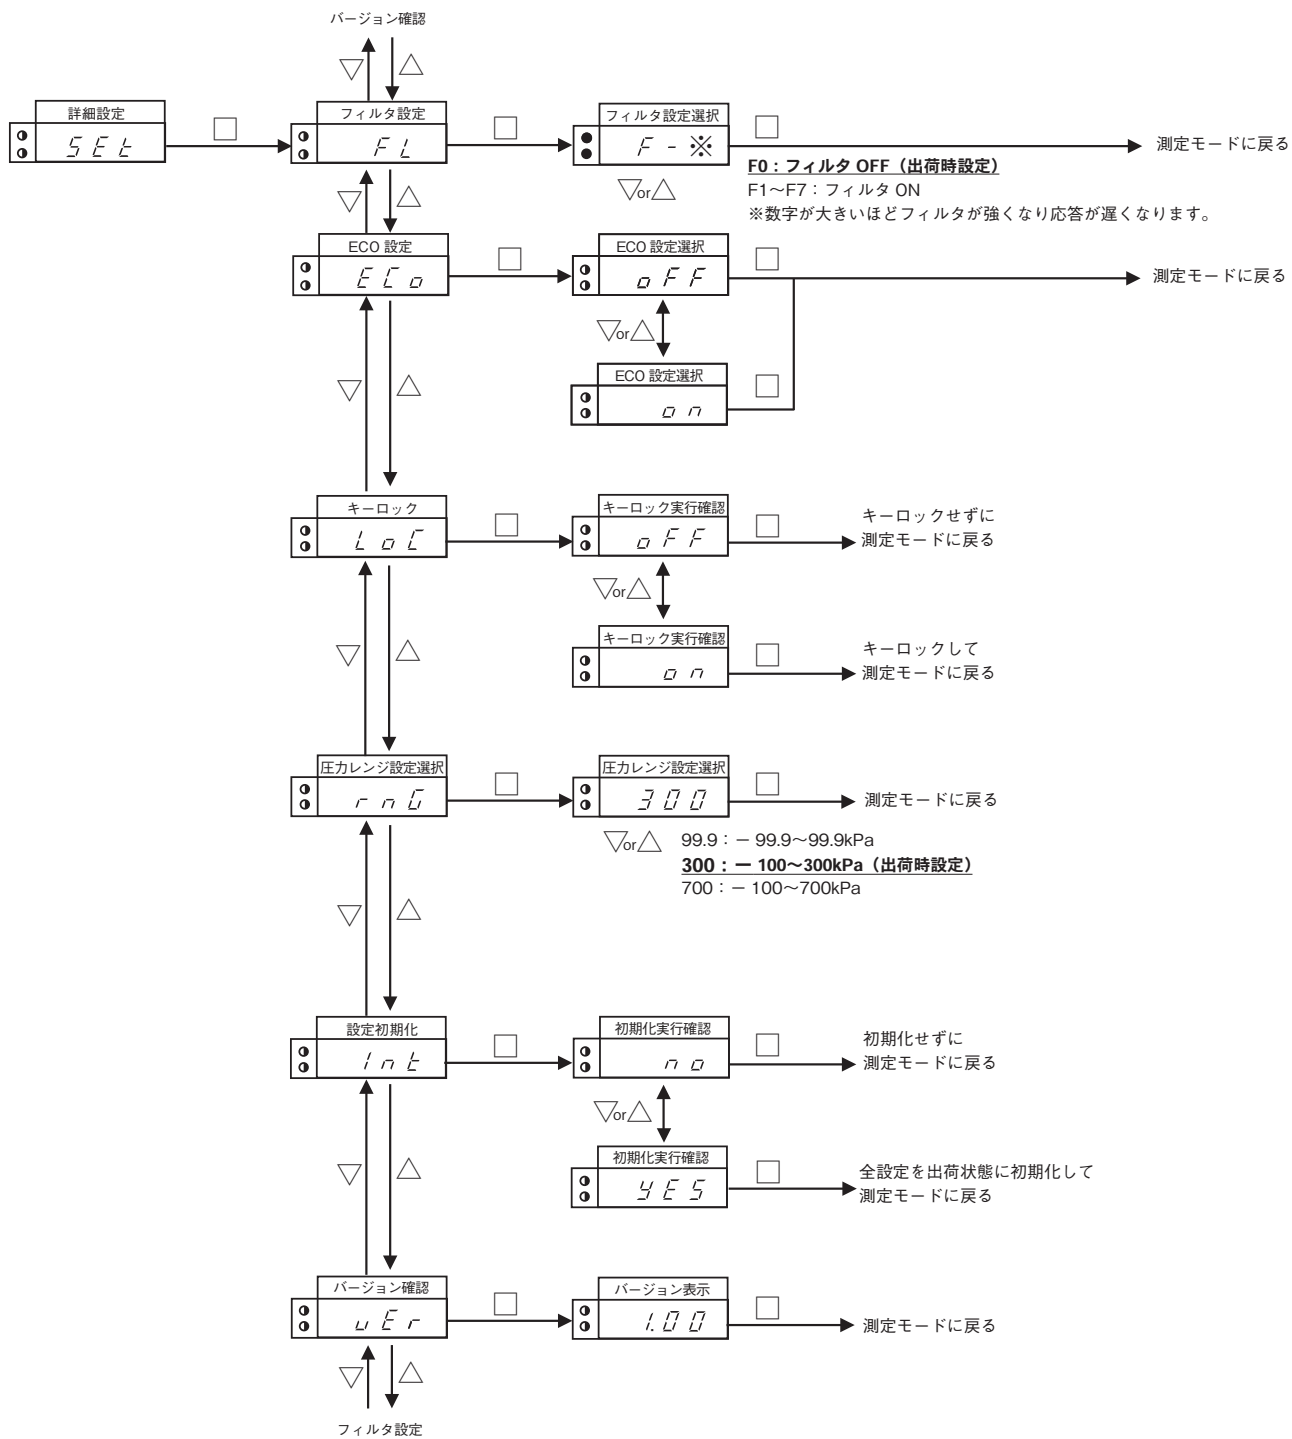 バージョン確認
詳細設定
SEt
フィルタ設定
FL
フィルタ設定選択
F-※
測定モードに戻る
F0：フィルタ OFF（出荷時設定）
F1～F7：フィルタ ON
※数字が大きいほどフィルタが強くなり応答が遅くなります。
▽or△
ECO 設定
ECo
ECO 設定選択
oFF
測定モードに戻る
▽or△
ECO 設定選択
on
キーロック
LoC
キーロック実行確認
oFF
キーロックせずに
測定モードに戻る
▽or△
キーロック実行確認
on
キーロックして
測定モードに戻る
圧力レンジ設定選択
rnG
圧力レンジ設定選択
300
測定モードに戻る
▽or△
99.9：－ 99.9～99.9kPa
300：－ 100～300kPa（出荷時設定）
700：－ 100～700kPa
設定初期化
Int
初期化実行確認
no
初期化せずに
測定モードに戻る
▽or△
初期化実行確認
YES
全設定を出荷状態に初期化して
測定モードに戻る
バージョン確認
vEr
バージョン表示
1.00
測定モードに戻る
フィルタ設定